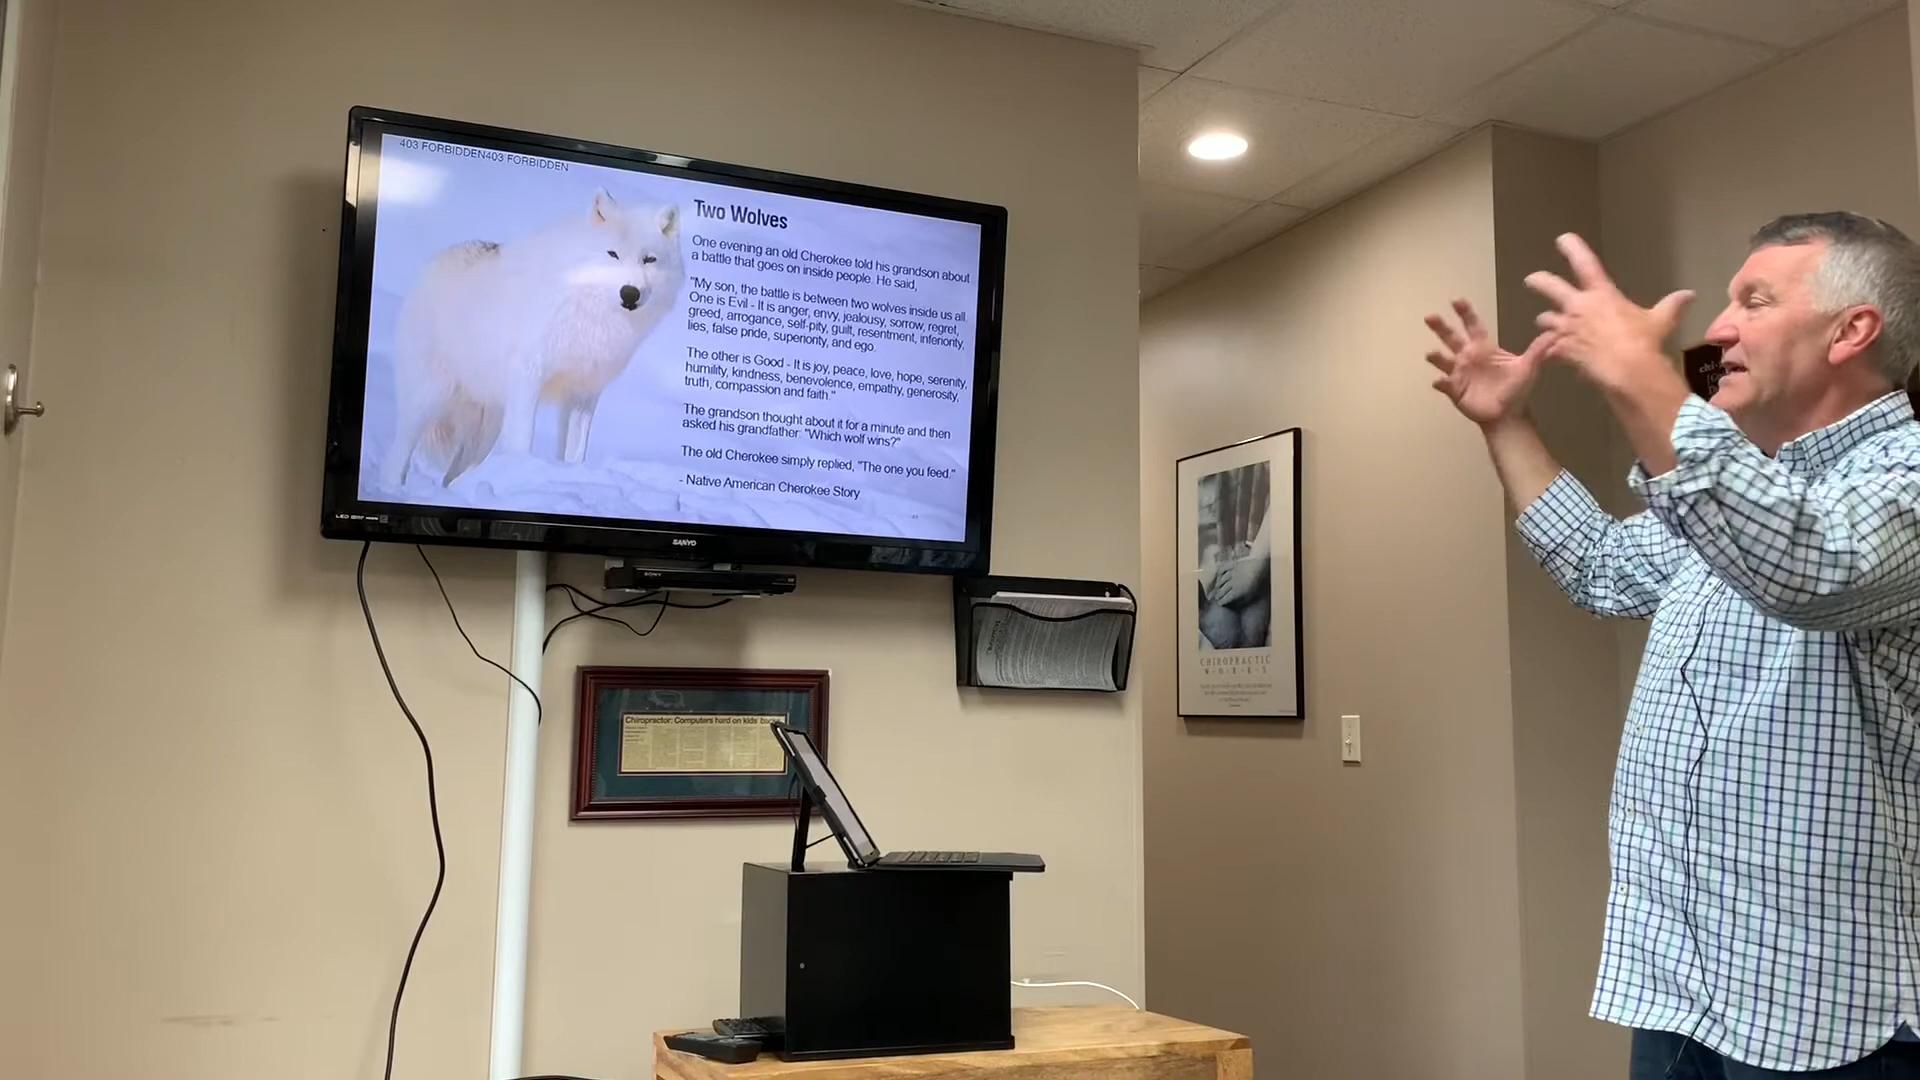 403 FORBIDDEN403 FORBIDDEN
Two Wolves
One evening an old Cherokee told his grandson about
a battle that goes on inside people. He said,
"My son, the battle is between two wolves inside us all.
One is Evil - It is anger, envy, jealousy, sorrow, regret,
greed, arrogance, self-pity, guilt, resentment, inferiority,
lies, false pride, superiority, and ego.
The other is Good - It is joy, peace, love, hope, serenity,
humility, kindness, benevolence, empathy, generosity,
truth, compassion and faith."
The grandson thought about it for a minute and then
asked his grandfather: "Which wolf wins?"
The old Cherokee simply replied, "The one you feed."
- Native American Cherokee Story
SANYO
SONY
Chiropractor: Computers hard on kids' backs
CHIROPRACTIC
W·O·R·K·S